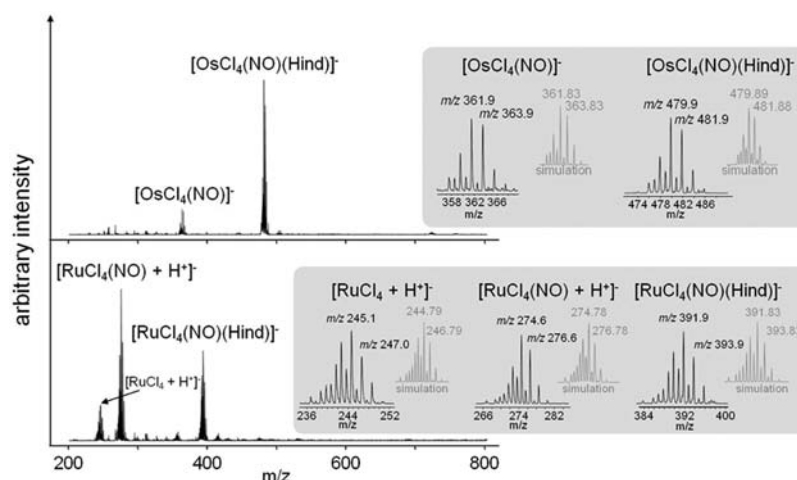 arbitrary intensity
[OsCl₄(NO)(Hind)]⁻
[OsCl₄(NO)]⁻
[OsCl₄(NO)]⁻
m/z 361.9
m/z 363.9
361.83
363.83
simulation
358 362 366
m/z
[OsCl₄(NO)(Hind)]⁻
m/z 479.9
m/z 481.9
479.89
481.88
simulation
474 478 482 486
m/z
[RuCl₄(NO) + H⁺]⁻
[RuCl₄(NO)(Hind)]⁻
[RuCl₄ + H⁺]⁻
[RuCl₄ + H⁺]⁻
m/z 245.1
m/z 247.0
244.79
246.79
simulation
236 244 252
m/z
[RuCl₄(NO) + H⁺]⁻
m/z 274.6
m/z 276.6
274.78
276.78
simulation
266 274 282
m/z
[RuCl₄(NO)(Hind)]⁻
m/z 391.9
m/z 393.9
391.83
393.83
simulation
384 392 400
m/z
200 400 600 800
m/z